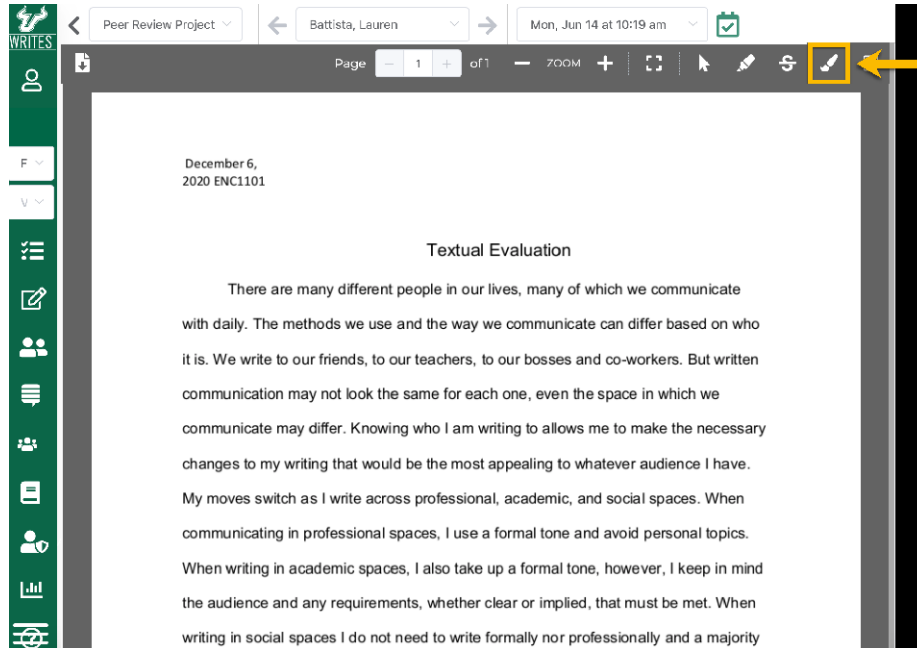 WRITES
Peer Review Project
Battista, Lauren
Mon, Jun 14 at 10:19 am
Page 1 of 1 ZOOM
F
V
December 6,
2020 ENC1101
Textual Evaluation
There are many different people in our lives, many of which we communicate
with daily. The methods we use and the way we communicate can differ based on who
it is. We write to our friends, to our teachers, to our bosses and co-workers. But written
communication may not look the same for each one, even the space in which we
communicate may differ. Knowing who I am writing to allows me to make the necessary
changes to my writing that would be the most appealing to whatever audience I have.
My moves switch as I write across professional, academic, and social spaces. When
communicating in professional spaces, I use a formal tone and avoid personal topics.
When writing in academic spaces, I also take up a formal tone, however, I keep in mind
the audience and any requirements, whether clear or implied, that must be met. When
writing in social spaces I do not need to write formally nor professionally and a majority